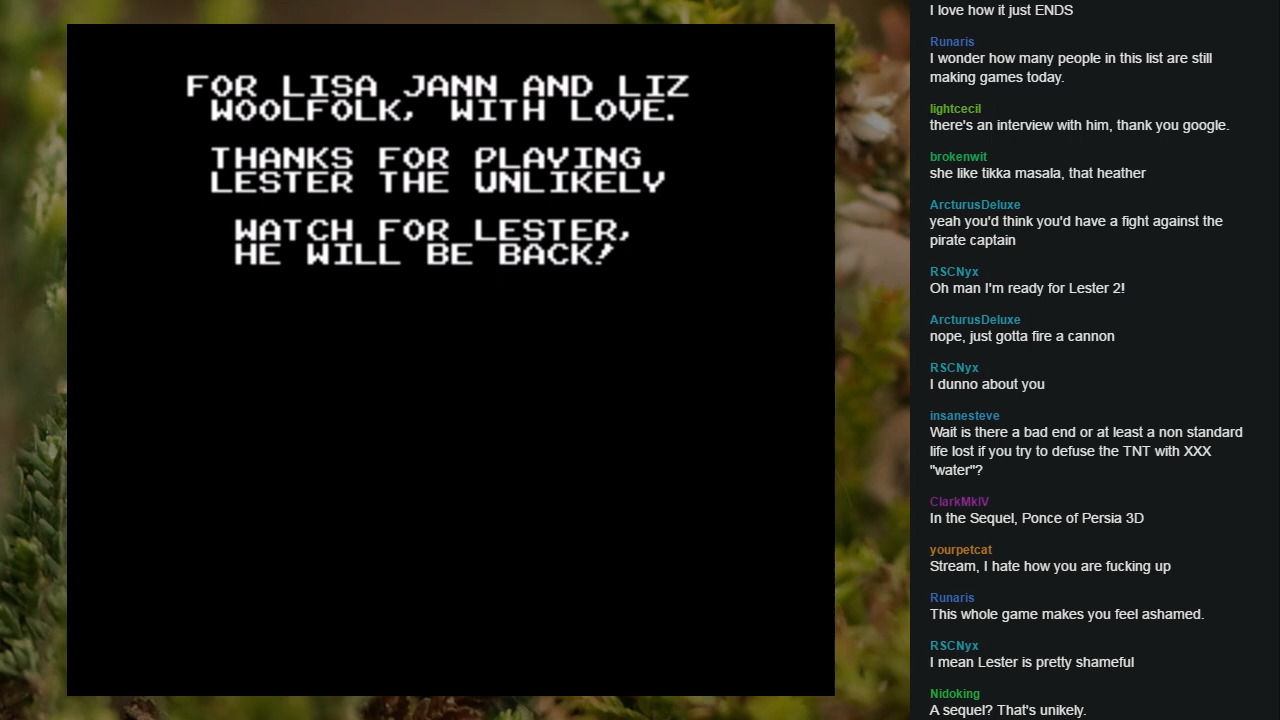 FOR LISA JANN AND LIZ
WOOLFOLK, WITH LOVE.
THANKS FOR PLAYING
LESTER THE UNLIKELY
WATCH FOR LESTER,
HE WILL BE BACK!
I love how it just ENDS
Runaris
I wonder how many people in this list are still
making games today.
lightcecil
there's an interview with him, thank you google.
brokenwit
she like tikka masala, that heather
ArcturusDeluxe
yeah you'd think you'd have a fight against the
pirate captain
RSCNyx
Oh man I'm ready for Lester 2!
ArcturusDeluxe
nope, just gotta fire a cannon
RSCNyx
I dunno about you
insanesteve
Wait is there a bad end or at least a non standard
life lost if you try to defuse the TNT with XXX
"water"?
ClarkMkIV
In the Sequel, Ponce of Persia 3D
yourpetcat
Stream, I hate how you are fucking up
Runaris
This whole game makes you feel ashamed.
RSCNyx
I mean Lester is pretty shameful
Nidoking
A sequel? That's unikely.